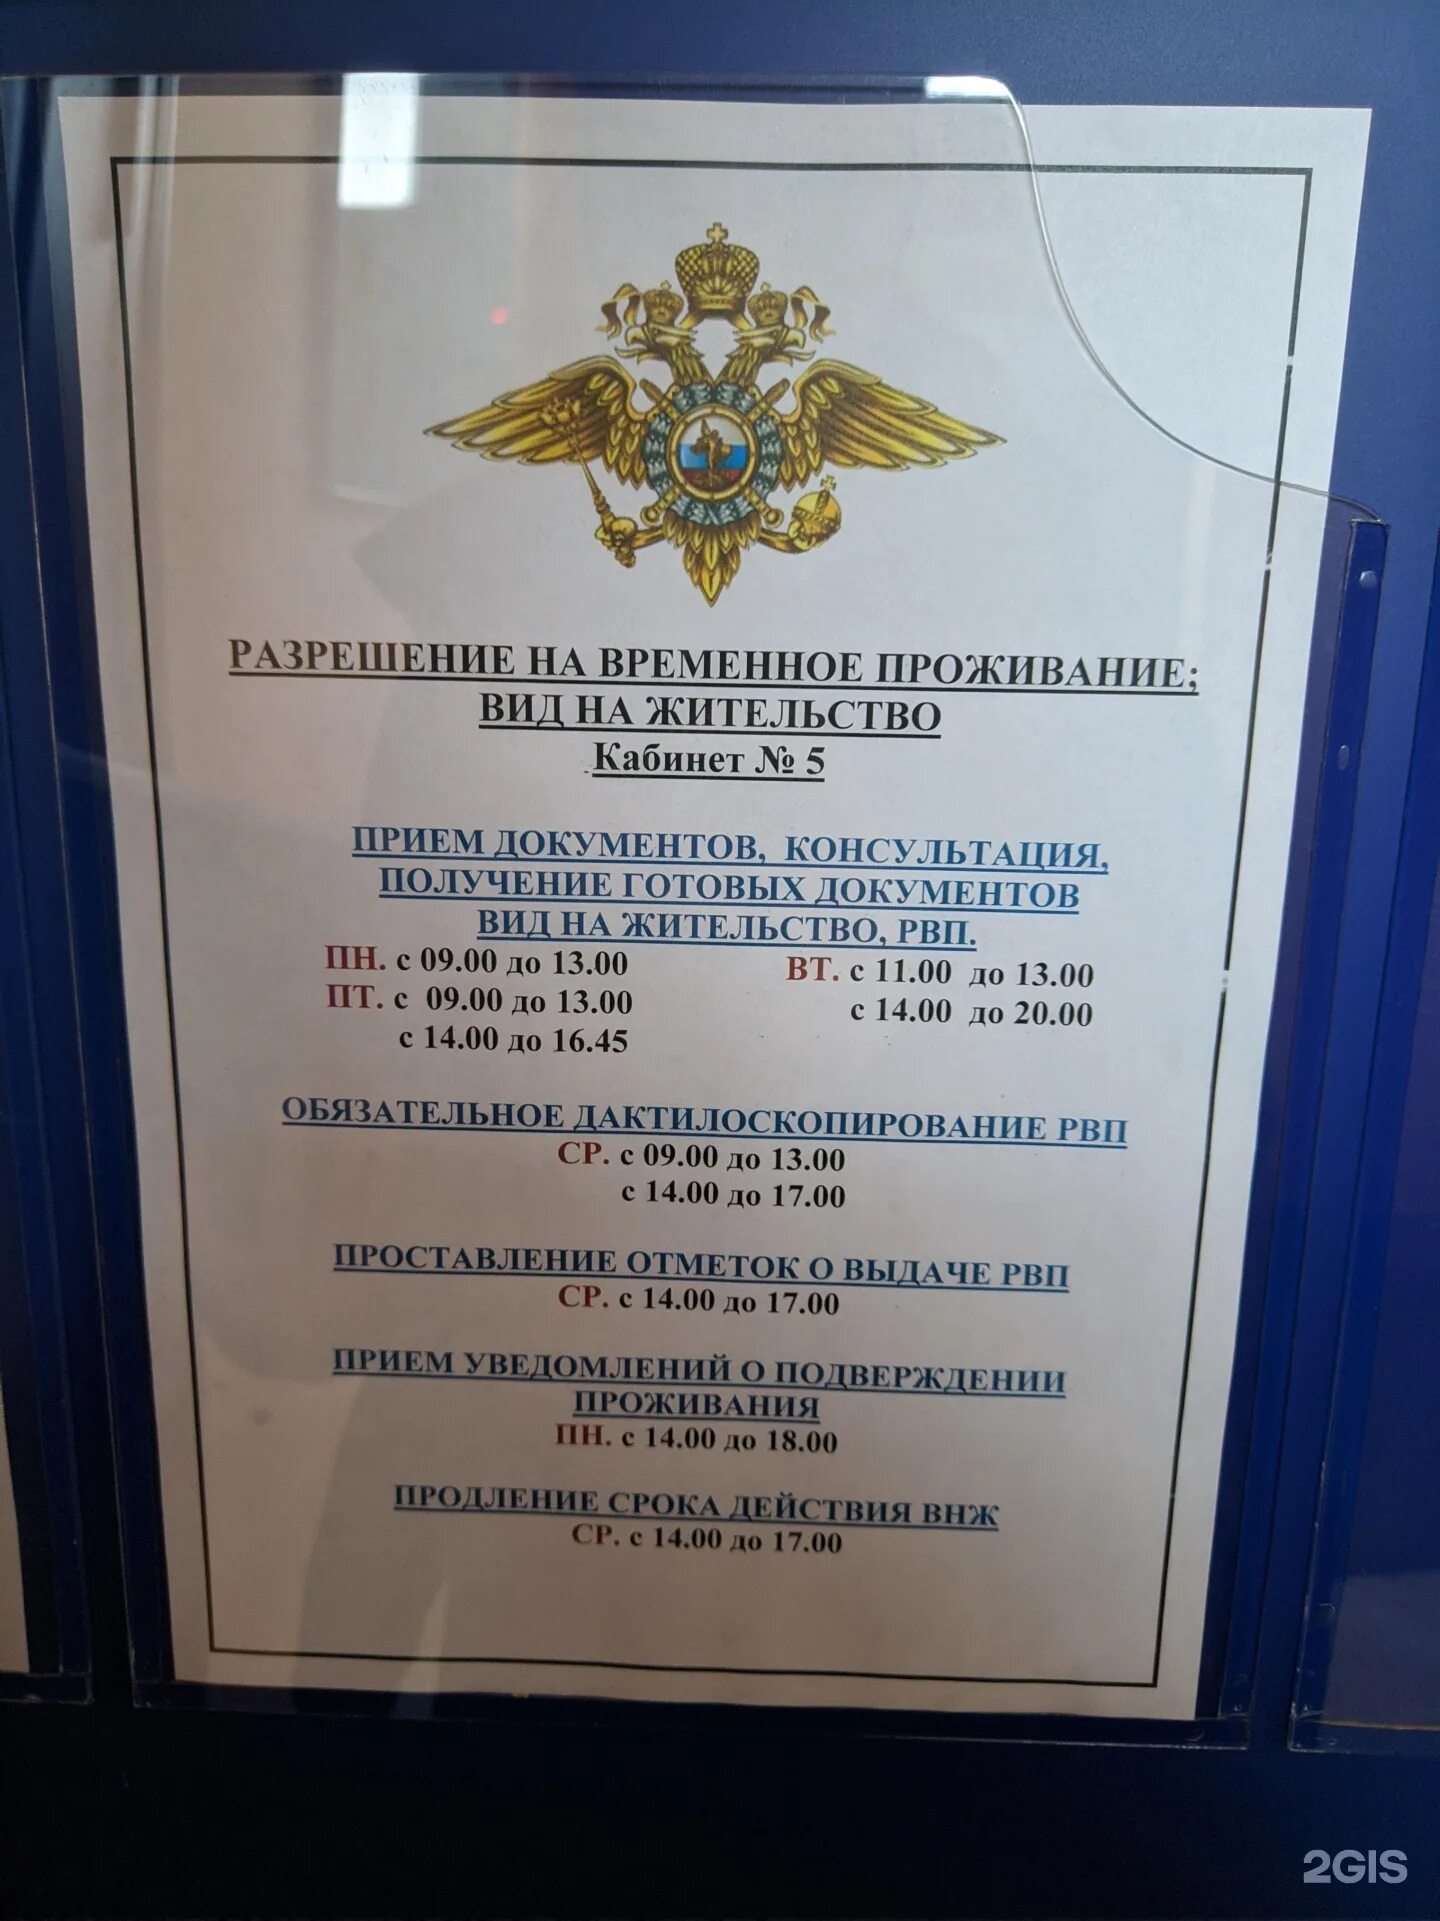 РАЗРЕШЕНИЕ НА ВРЕМЕННОЕ ПРОЖИВАНИЕ;
ВИД НА ЖИТЕЛЬСТВО
Кабинет № 5
ПРИЕМ ДОКУМЕНТОВ, КОНСУЛЬТАЦИЯ,
ПОЛУЧЕНИЕ ГОТОВЫХ ДОКУМЕНТОВ
ВИД НА ЖИТЕЛЬСТВО, РВП.
ПН. с 09.00 до 13.00 ВТ. с 11.00 до 13.00
ПТ. с 09.00 до 13.00 с 14.00 до 20.00
с 14.00 до 16.45
ОБЯЗАТЕЛЬНОЕ ДАКТИЛОСКОПИРОВАНИЕ РВП
СР. с 09.00 до 13.00
с 14.00 до 17.00
ПРОСТАВЛЕНИЕ ОТМЕТОК О ВЫДАЧЕ РВП
СР. с 14.00 до 17.00
ПРИЕМ УВЕДОМЛЕНИЙ О ПОДВЕРЖДЕНИИ
ПРОЖИВАНИЯ
ПН. с 14.00 до 18.00
ПРОДЛЕНИЕ СРОКА ДЕЙСТВИЯ ВНЖ
СР. с 14.00 до 17.00
2GIS